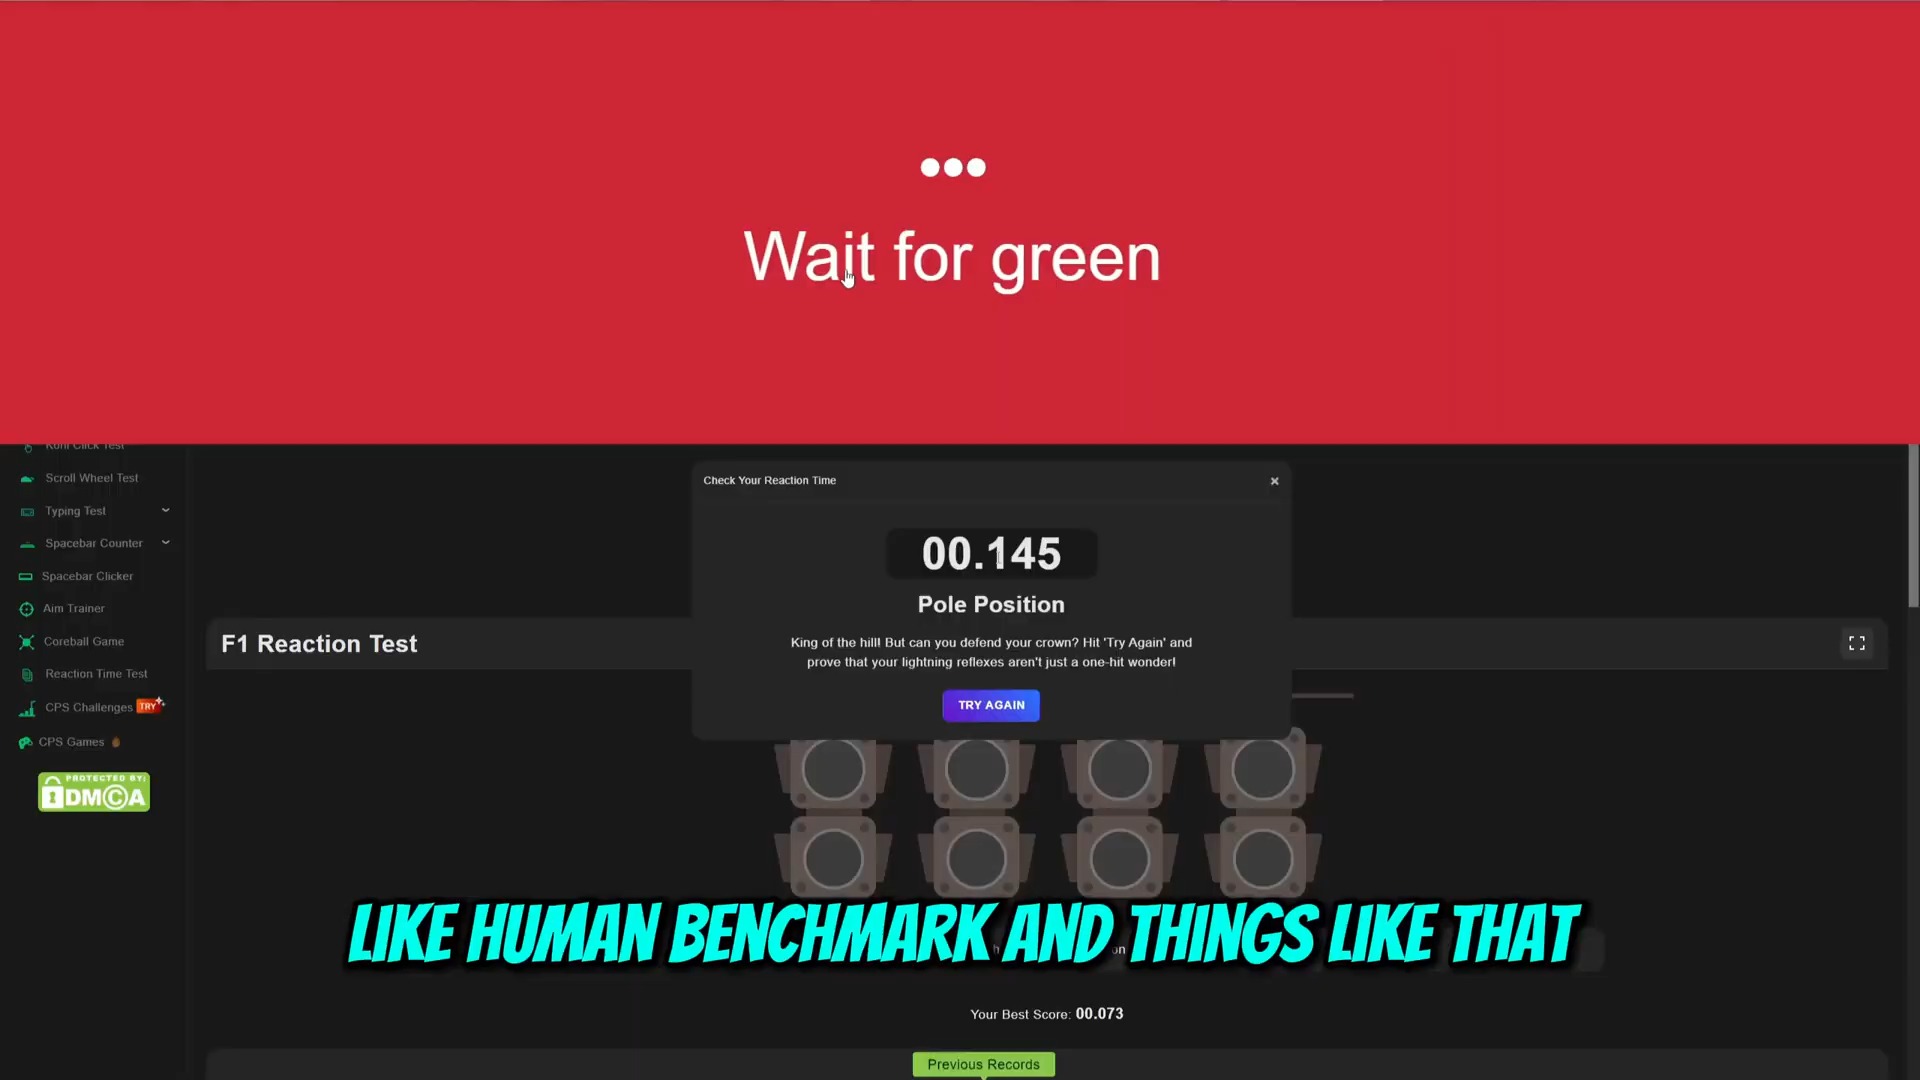 Wait for green
Kohi Click Test
Scroll Wheel Test
Typing Test
Spacebar Counter
Spacebar Clicker
Aim Trainer
Coreball Game
Reaction Time Test
CPS Challenges TRY
CPS Games
PROTECTED BY:
DMCA
Check Your Reaction Time
×
00.145
Pole Position
King of the hill! But can you defend your crown? Hit 'Try Again' and
prove that your lightning reflexes aren't just a one-hit wonder!
TRY AGAIN
F1 Reaction Test
LIKE HUMAN BENCHMARK AND THINGS LIKE THAT
Your Best Score: 00.073
Previous Records